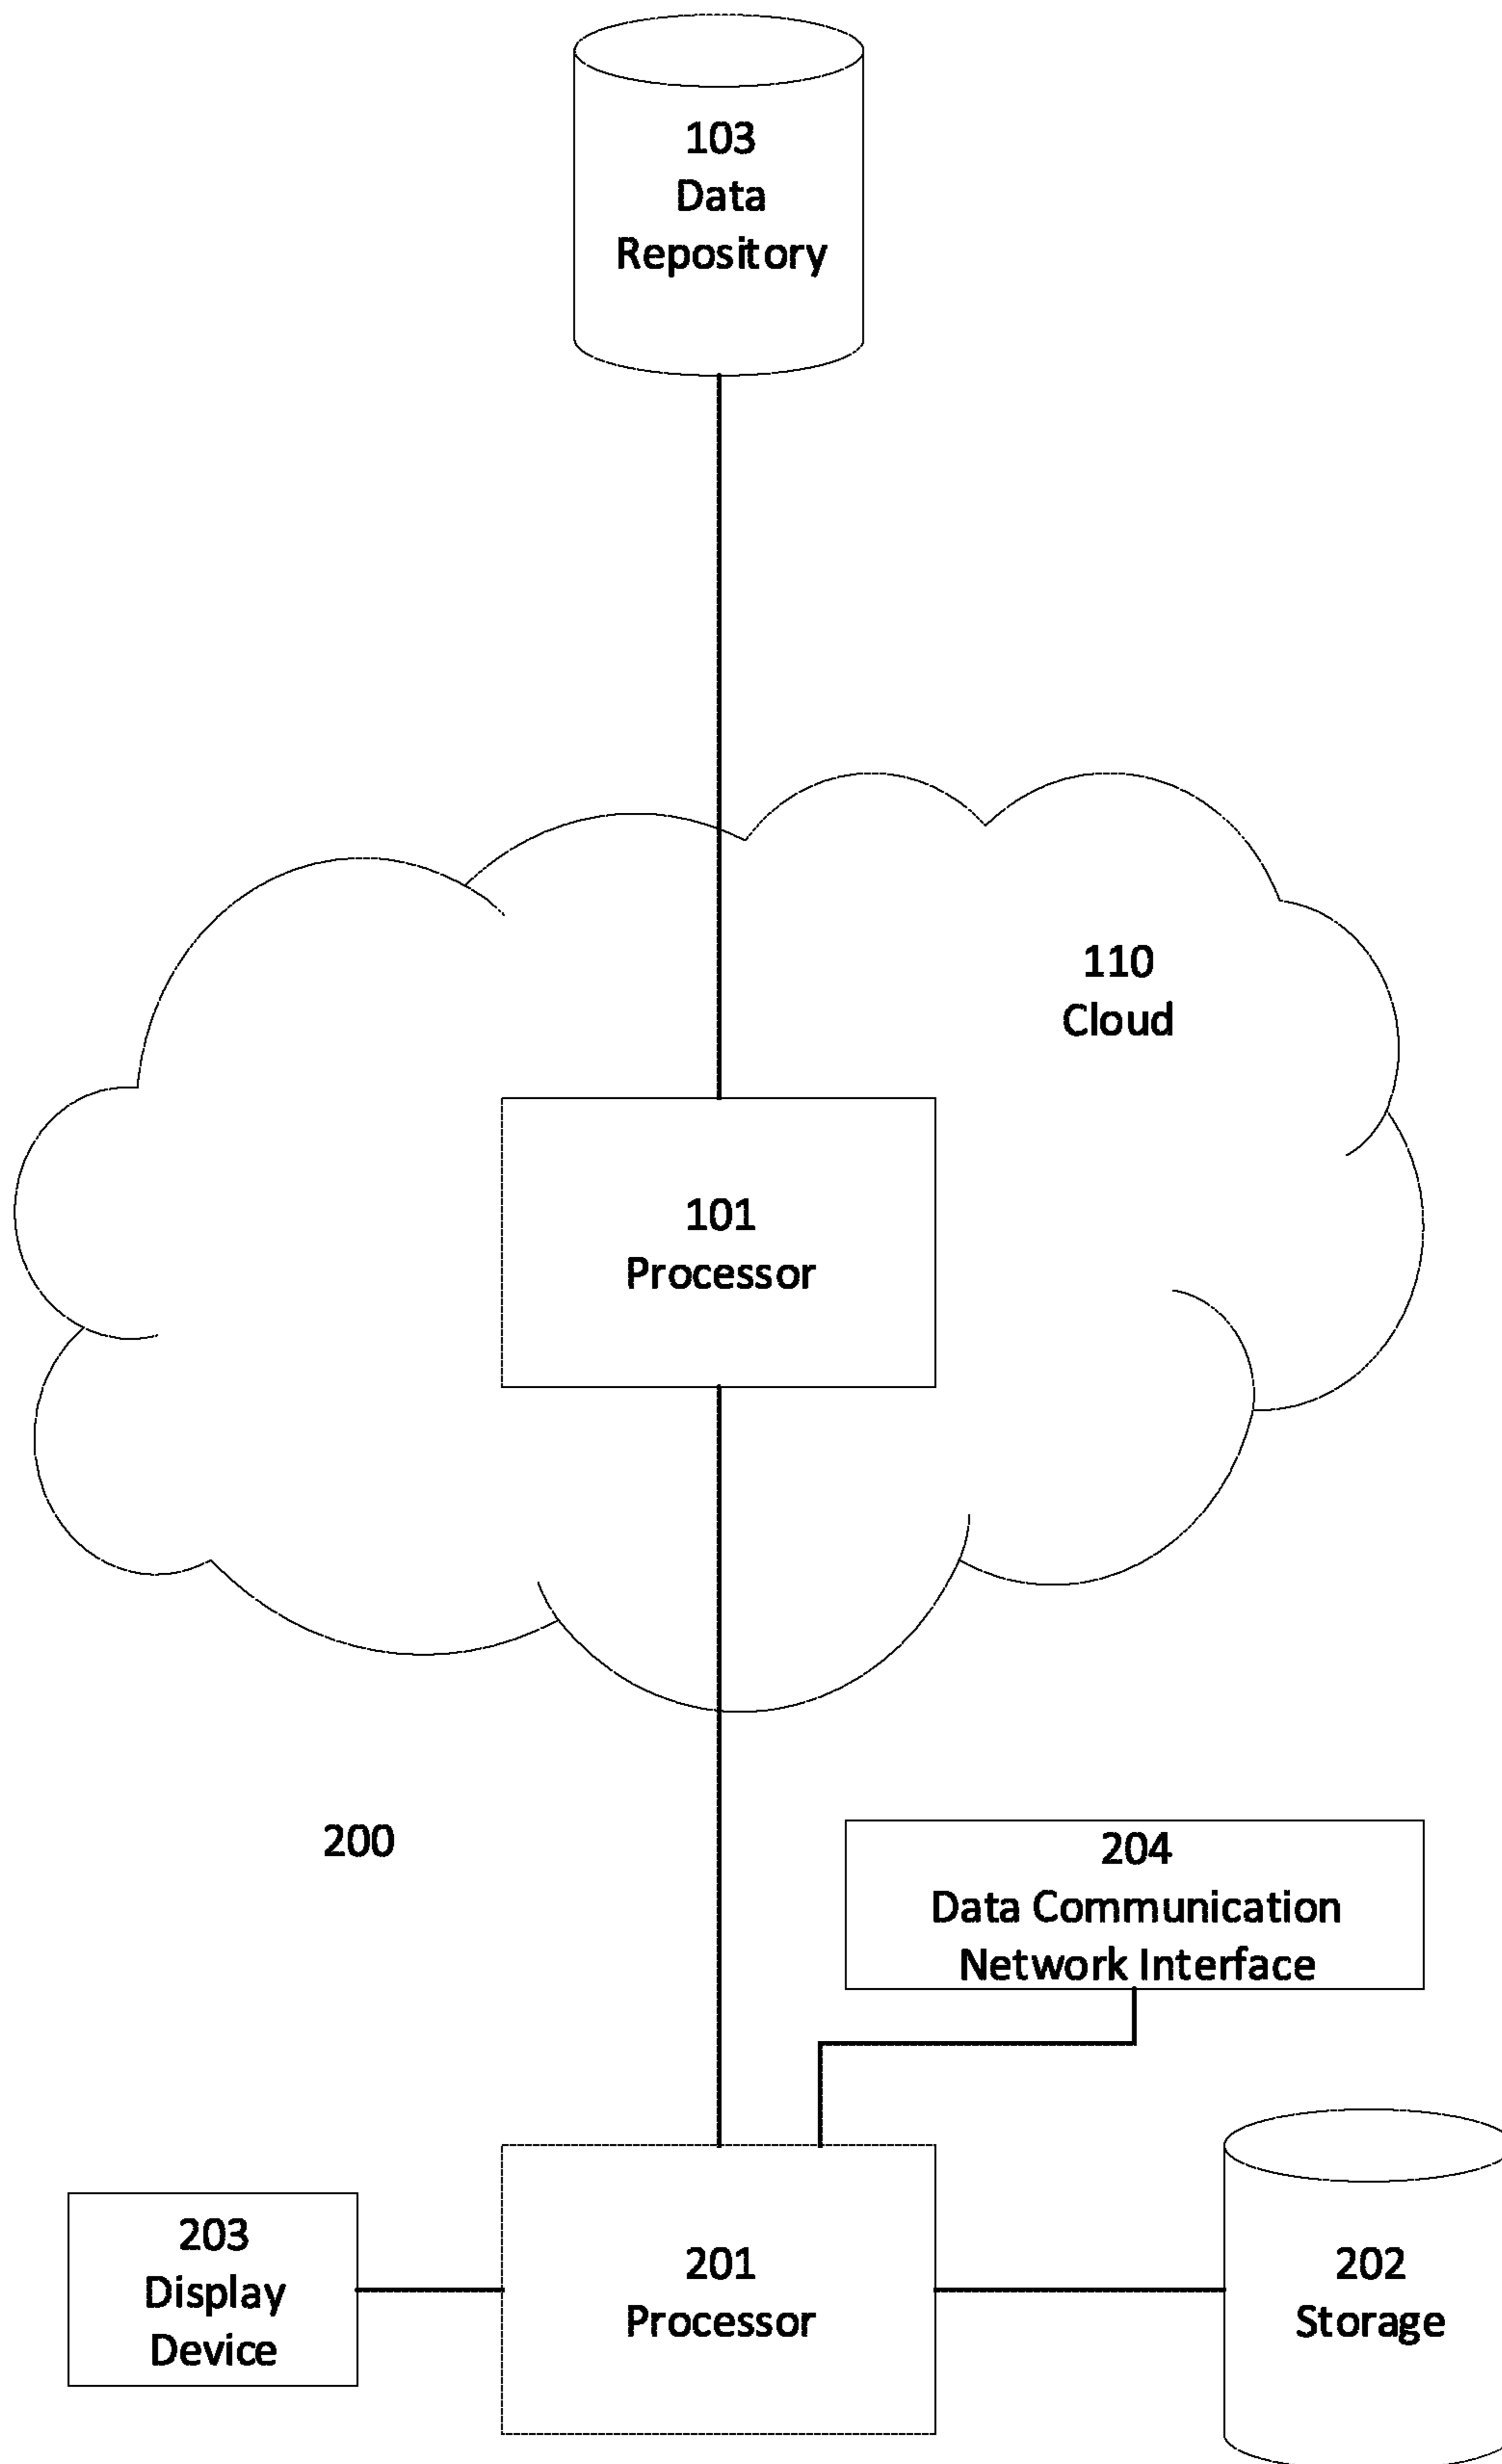 103
Data
Repository
110
Cloud
101
Processor
200
204
Data Communication
Network Interface
203
Display
Device
201
Processor
202
Storage